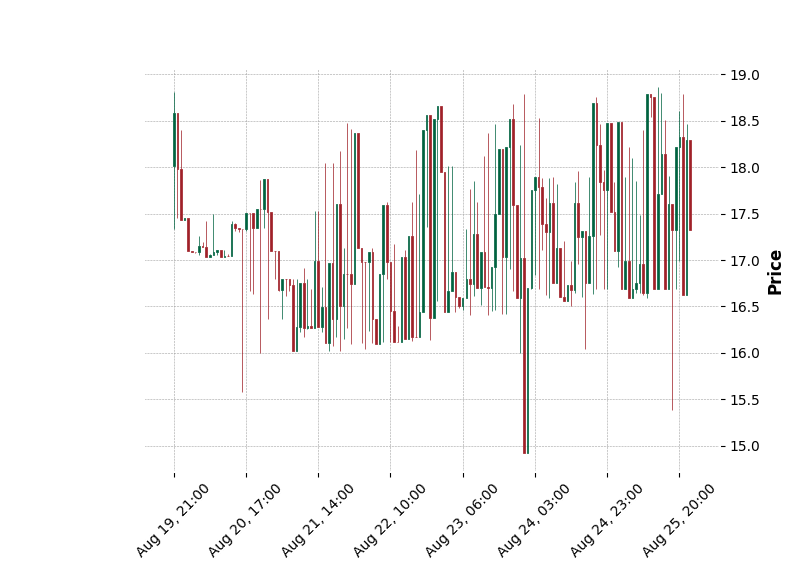 19.0
18.5
18.0
17.5
17.0
16.5
16.0
15.5
15.0
Price
Aug 19, 21:00
Aug 20, 17:00
Aug 21, 14:00
Aug 22, 10:00
Aug 23, 06:00
Aug 24, 03:00
Aug 24, 23:00
Aug 25, 20:00